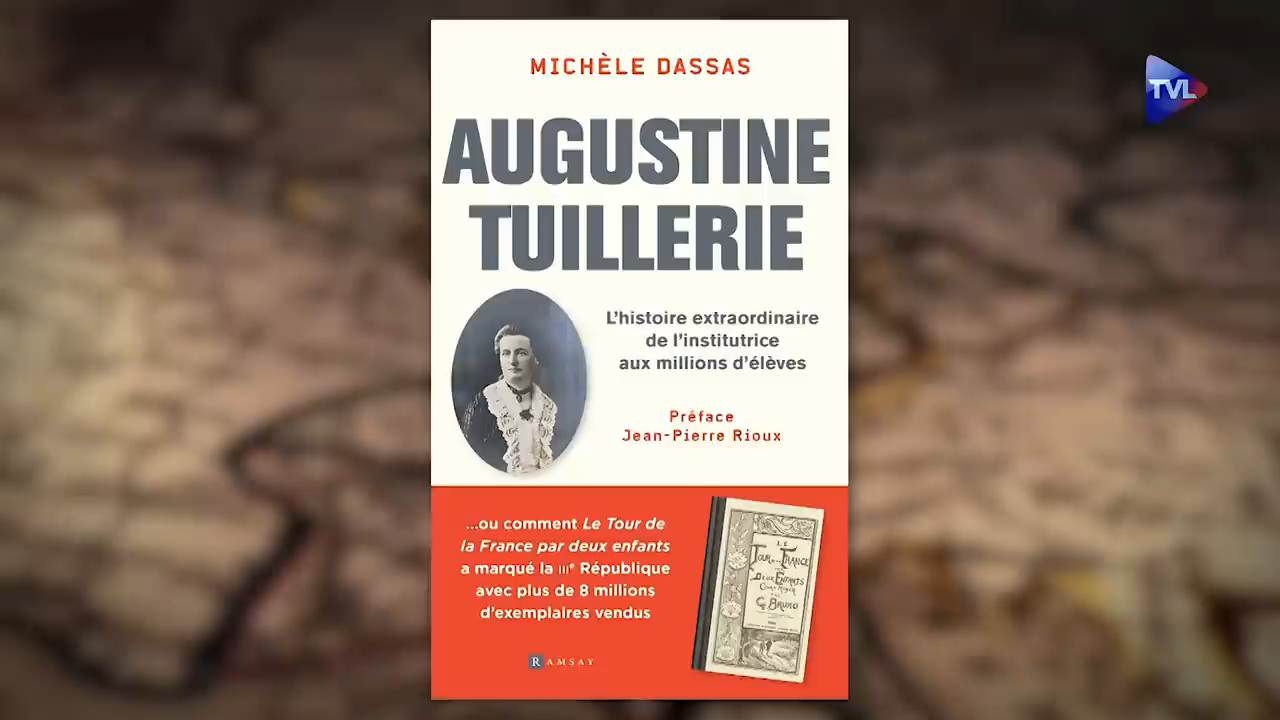 TVL
MICHÈLE DASSAS
AUGUSTINE
TUILLERIE
L'histoire extraordinaire
de l'institutrice
aux millions d'élèves
Préface
Jean-Pierre Rioux
...ou comment Le Tour de
la France par deux enfants
a marqué la IIIe République
avec plus de 8 millions
d'exemplaires vendus
LE
TOUR DE LA FRANCE
DEUX ENFANTS
G. BRUNO
RAMSAY